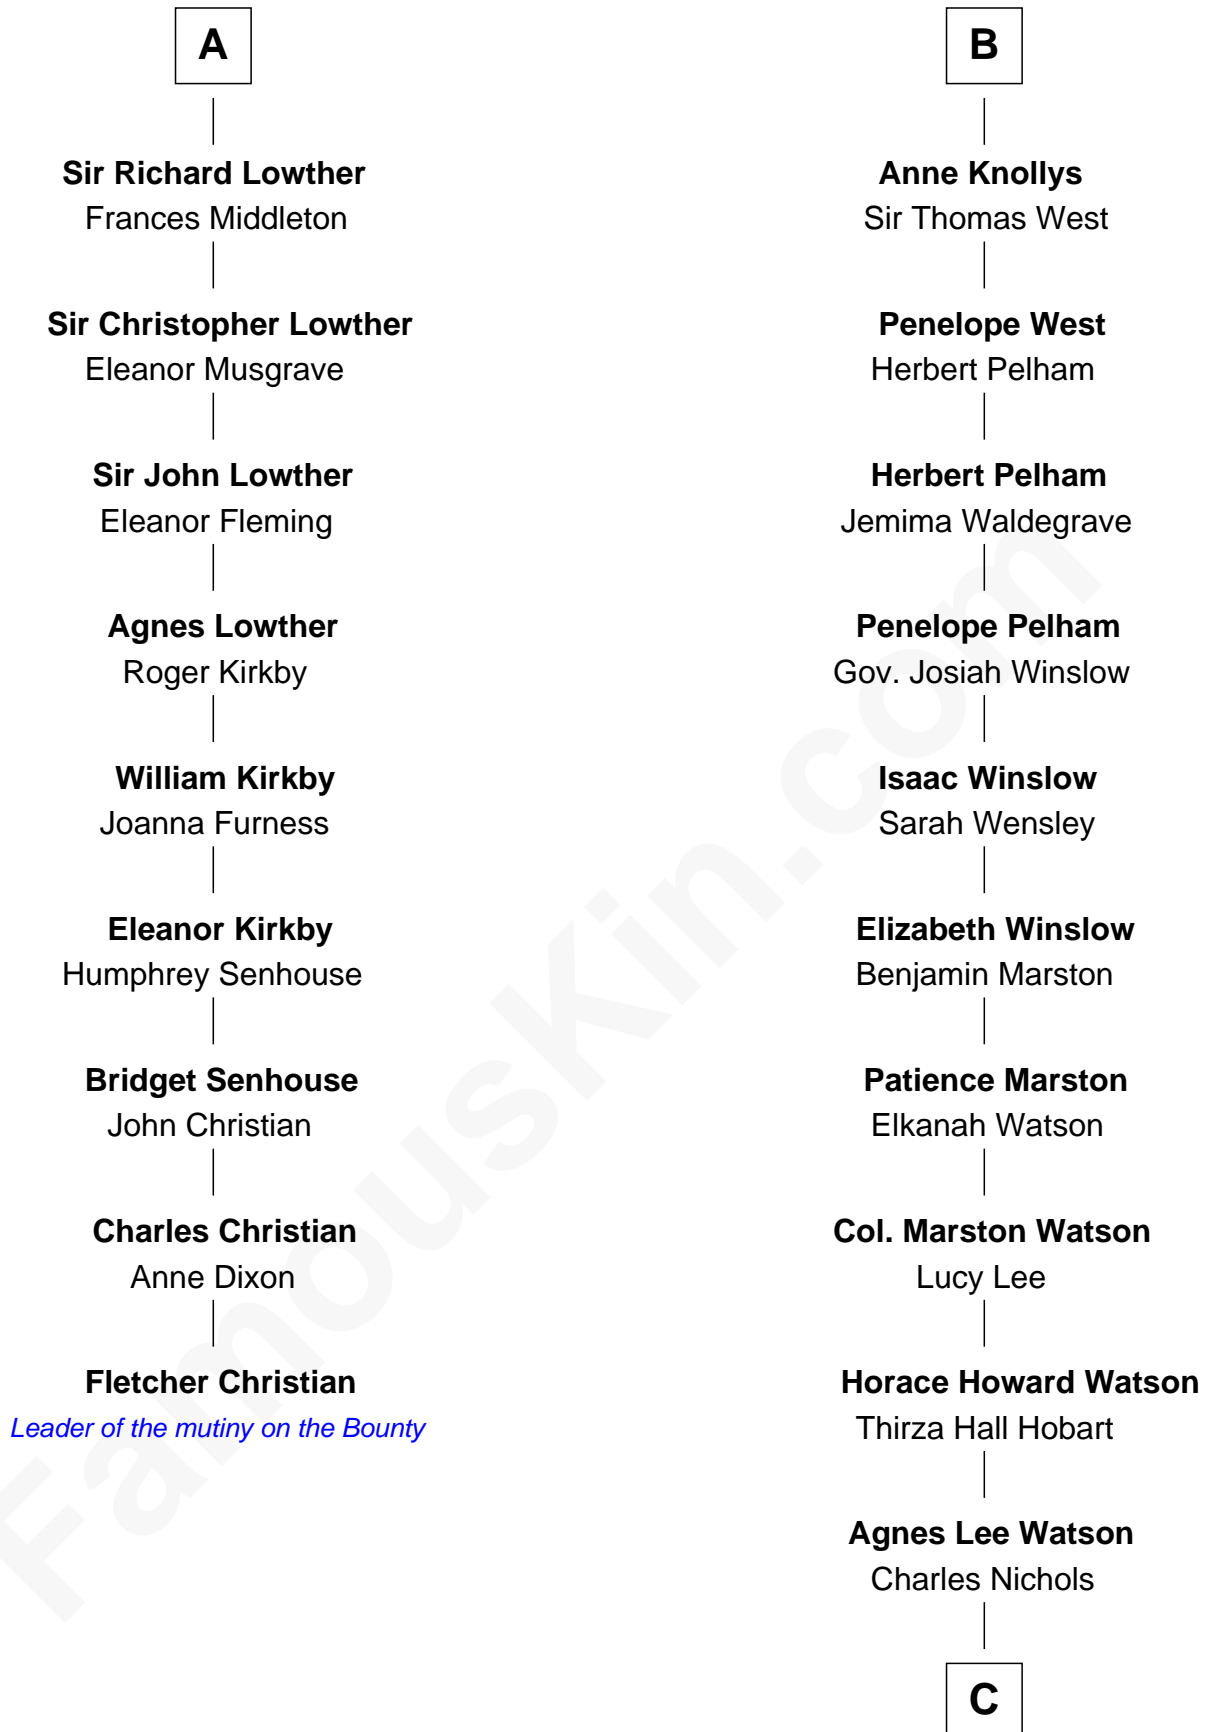 A
Sir Richard Lowther
Frances Middleton
Sir Christopher Lowther
Eleanor Musgrave
Sir John Lowther
Eleanor Fleming
Agnes Lowther
Roger Kirkby
William Kirkby
Joanna Furness
Eleanor Kirkby
Humphrey Senhouse
Bridget Senhouse
John Christian
Charles Christian
Anne Dixon
Fletcher Christian
Leader of the mutiny on the Bounty
B
Anne Knollys
Sir Thomas West
Penelope West
Herbert Pelham
Herbert Pelham
Jemima Waldegrave
Penelope Pelham
Gov. Josiah Winslow
Isaac Winslow
Sarah Wensley
Elizabeth Winslow
Benjamin Marston
Patience Marston
Elkanah Watson
Col. Marston Watson
Lucy Lee
Horace Howard Watson
Thirza Hall Hobart
Agnes Lee Watson
Charles Nichols
C
FamousKin.com